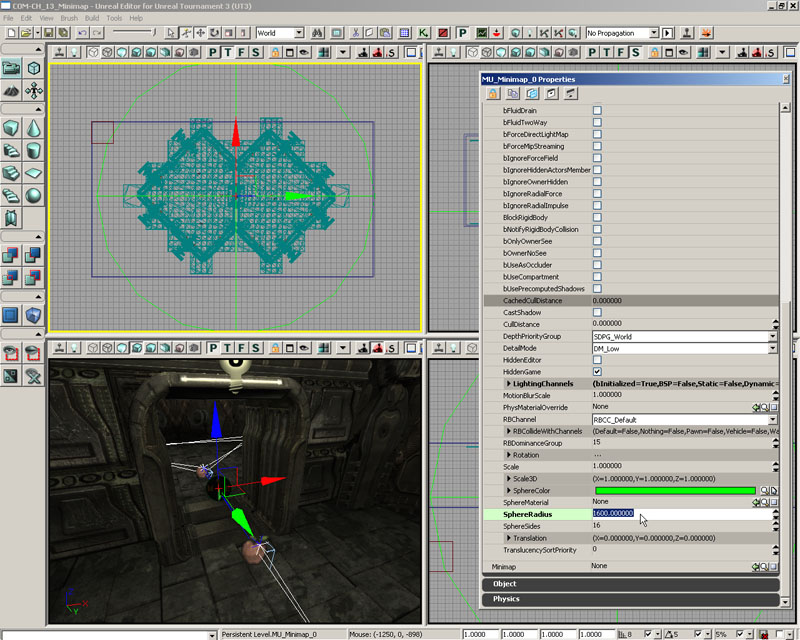 COM-CH_13_Minimap - Unreal Editor for Unreal Tournament 3 (UT3)
File Edit View Brush Build Tools Help
World
No Propagation
P T F S
P T F S
P T F S
P T F S
MU_Minimap_0 Properties
bFluidDrain
bFluidTwoWay
bForceDirectLightMap
bForceMipStreaming
bIgnoreForceField
bIgnoreHiddenActorsMember
bIgnoreOwnerHidden
bIgnoreRadialForce
bIgnoreRadialImpulse
BlockRigidBody
bNotifyRigidBodyCollision
bOnlyOwnerSee
bOwnerNoSee
bUseAsOccluder
bUseCompartment
bUsePrecomputedShadows
CachedCullDistance 0.000000
CastShadow
CullDistance 0.000000
DepthPriorityGroup SDPG_World
DetailMode DM_Low
HiddenEditor
HiddenGame
LightingChannels (bInitialized=True,BSP=False,Static=False,Dynamic=
MotionBlurScale 1.000000
PhysMaterialOverride None
RBChannel RBCC_Default
RBCollideWithChannels (Default=False,Nothing=False,Pawn=False,Vehicle=False,Wa
RBDominanceGroup 15
Rotation ...
Scale 1.000000
Scale3D (X=1.000000,Y=1.000000,Z=1.000000)
SphereColor
SphereMaterial None
SphereRadius 1600.000000
SphereSides 16
Translation (X=0.000000,Y=0.000000,Z=0.000000)
TranslucencySortPriority 0
Minimap None
Object
Physics
Z X Y
Persistent Level.MU_Minimap_0 Mouse: (-1250, 0, -898) 1.0000 1.0000 1.0000 1.0000 8 5 5%